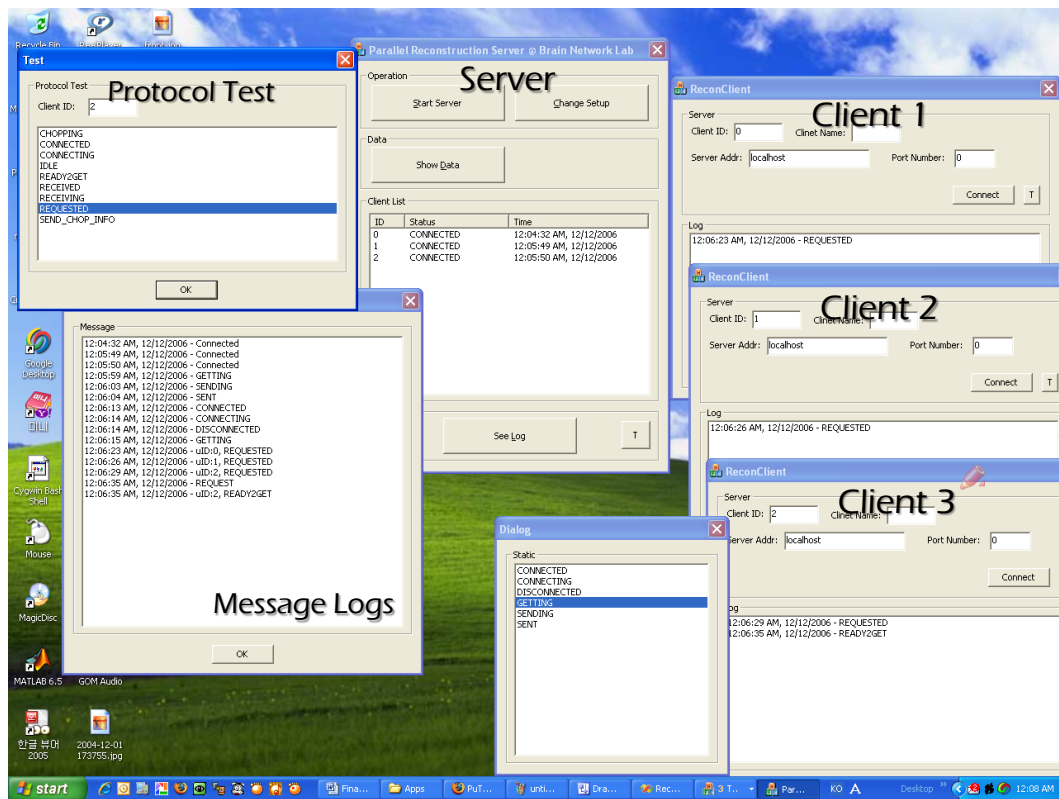 Recycle Bin
RealPlayer
front.jpg
Test
Protocol Test
Protocol Test
Client ID: 2
CHOPPING
CONNECTED
CONNECTING
IDLE
READY2GET
RECEIVED
RECEIVING
REQUESTED
SEND_CHOP_INFO
OK
Parallel Reconstruction Server @ Brain Network Lab
Server
Operation
Start Server
Change Setup
Data
Show Data
Client List
ID Status Time
0 CONNECTED 12:04:32 AM, 12/12/2006
1 CONNECTED 12:05:49 AM, 12/12/2006
2 CONNECTED 12:05:50 AM, 12/12/2006
See Log
T
ReconClient
Client 1
Server
Client ID: 0
Clinet Name:
Server Addr: localhost
Port Number: 0
Connect
T
Log
12:06:23 AM, 12/12/2006 - REQUESTED
ReconClient
Client 2
Server
Client ID: 1
Clinet Name:
Server Addr: localhost
Port Number: 0
Connect
T
Log
12:06:26 AM, 12/12/2006 - REQUESTED
ReconClient
Client 3
Server
Client ID: 2
Clinet Name:
Server Addr: localhost
Port Number: 0
Connect
12:06:29 AM, 12/12/2006 - REQUESTED
12:06:35 AM, 12/12/2006 - READY2GET
Message
12:04:32 AM, 12/12/2006 - Connected
12:05:49 AM, 12/12/2006 - Connected
12:05:50 AM, 12/12/2006 - Connected
12:05:59 AM, 12/12/2006 - GETTING
12:06:03 AM, 12/12/2006 - SENDING
12:06:04 AM, 12/12/2006 - SENT
12:06:13 AM, 12/12/2006 - CONNECTED
12:06:14 AM, 12/12/2006 - CONNECTING
12:06:14 AM, 12/12/2006 - DISCONNECTED
12:06:15 AM, 12/12/2006 - GETTING
12:06:23 AM, 12/12/2006 - uID:0, REQUESTED
12:06:26 AM, 12/12/2006 - uID:1, REQUESTED
12:06:29 AM, 12/12/2006 - uID:2, REQUESTED
12:06:35 AM, 12/12/2006 - REQUEST
12:06:35 AM, 12/12/2006 - uID:2, READY2GET
Message Logs
OK
Dialog
Static
CONNECTED
CONNECTING
DISCONNECTED
GETTING
SENDING
SENT
Google
Desktop
미니
Cygwin Bash
Shell
Mouse
MagicDisc
MATLAB 6.5
GOM Audio
한글 뷰어
2005
2004-12-01
173755.jpg
start
Fina...
Apps
PuT...
unti...
Dra...
Rec...
3 T...
Par...
KO
A
Desktop
12:08 AM